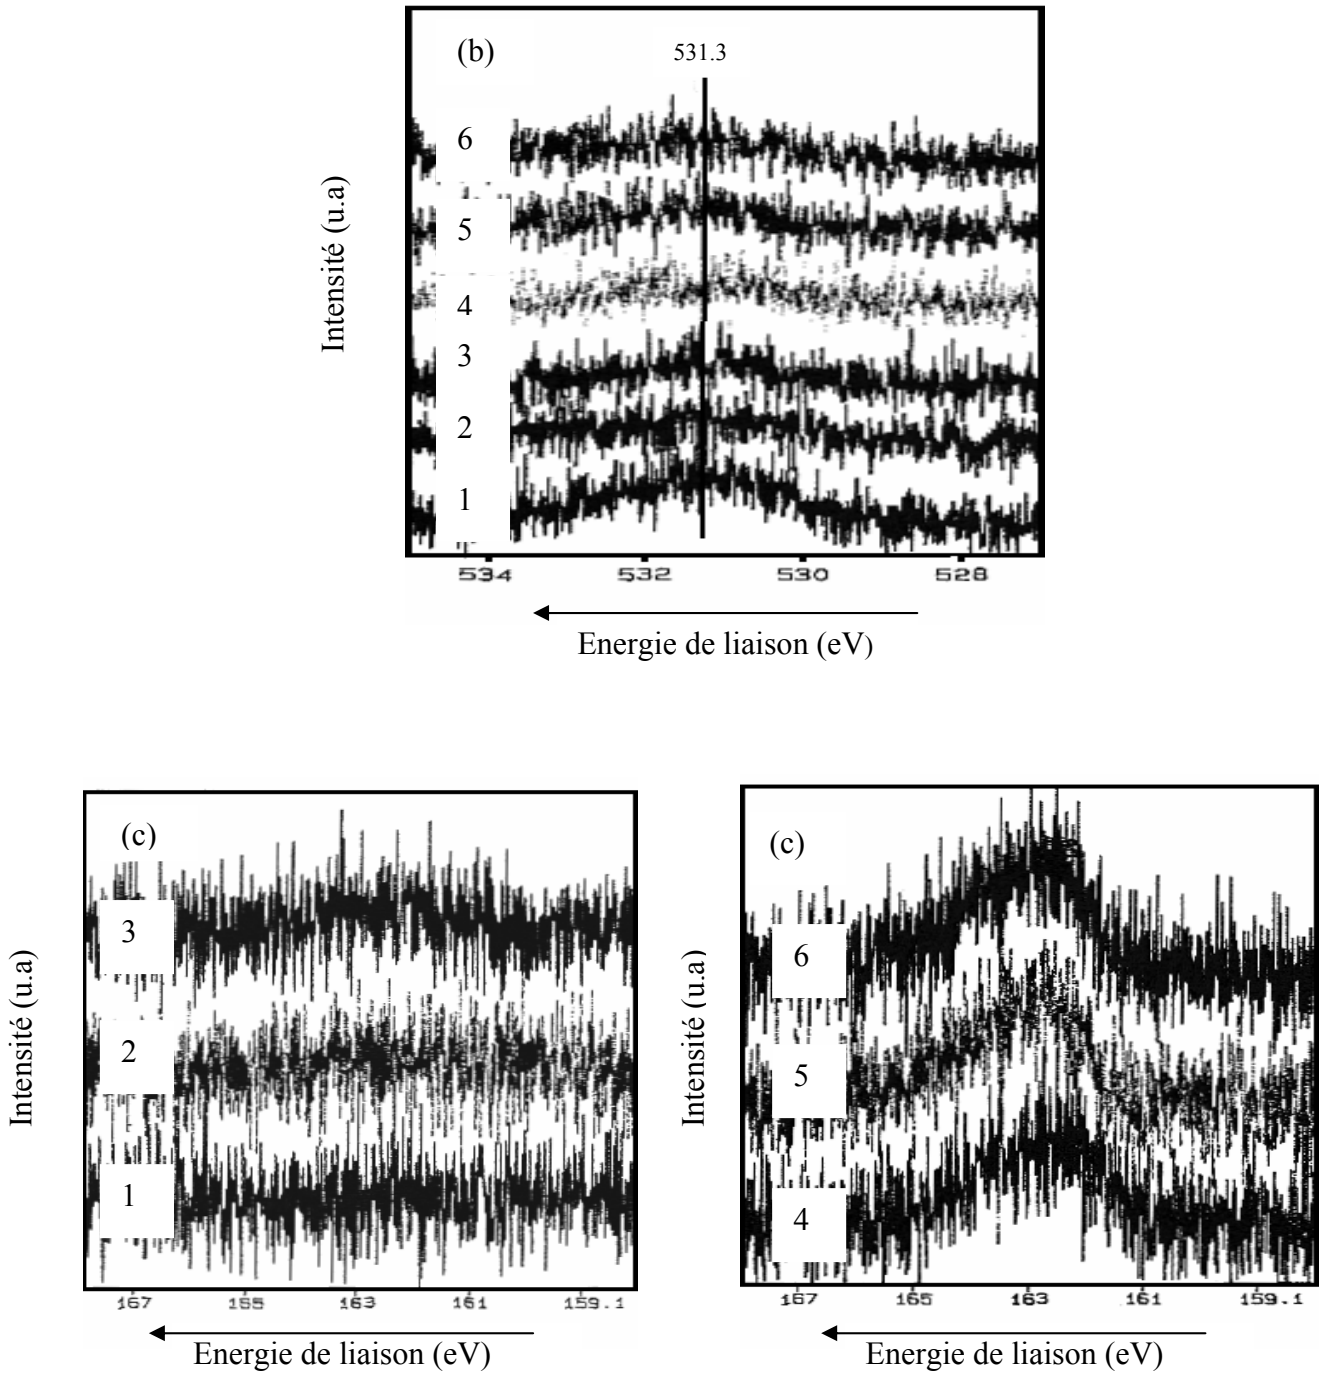 (b)
531.3
6
5
4
3
2
1
Intensité (u.a)
534 532 530 528
Energie de liaison (eV)
(c)
3
2
1
Intensité (u.a)
167 165 163 161 159.1
Energie de liaison (eV)
(c)
6
5
4
Intensité (u.a)
167 165 163 161 159.1
Energie de liaison (eV)